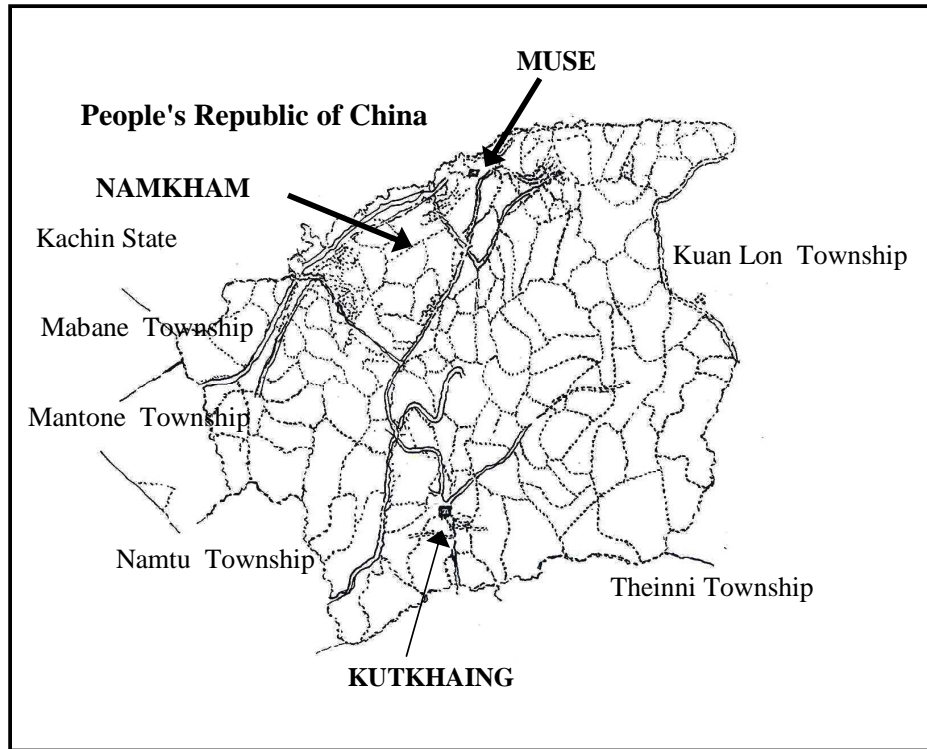 MUSE
People's Republic of China
NAMKHAM
Kachin State
Kuan Lon Township
Mabane Township
Mantone Township
Namtu Township
Theinni Township
KUTKHAING